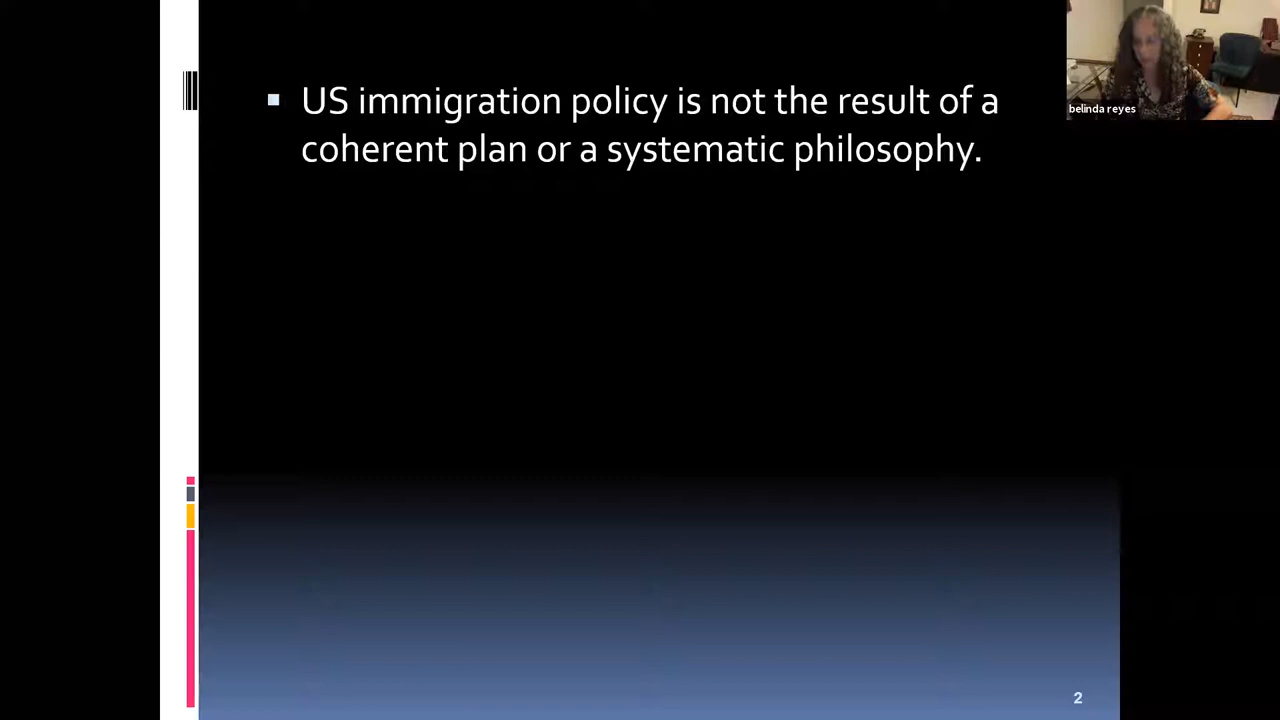 US immigration policy is not the result of a
coherent plan or a systematic philosophy.
belinda reyes
2